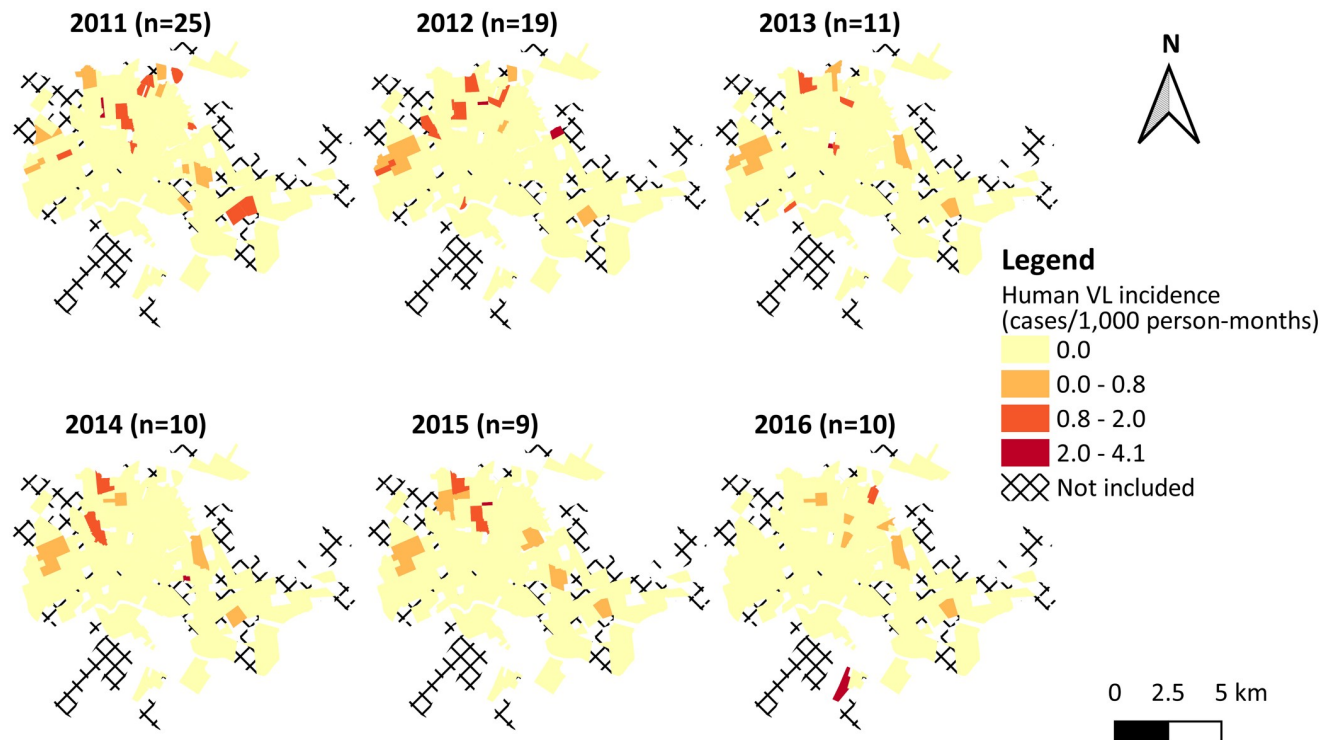 2011 (n=25)
2012 (n=19)
2013 (n=11)
N
Legend
Human VL incidence
(cases/1,000 person-months)
0.0
0.0 - 0.8
0.8 - 2.0
2.0 - 4.1
Not included
2014 (n=10)
2015 (n=9)
2016 (n=10)
0 2.5 5 km